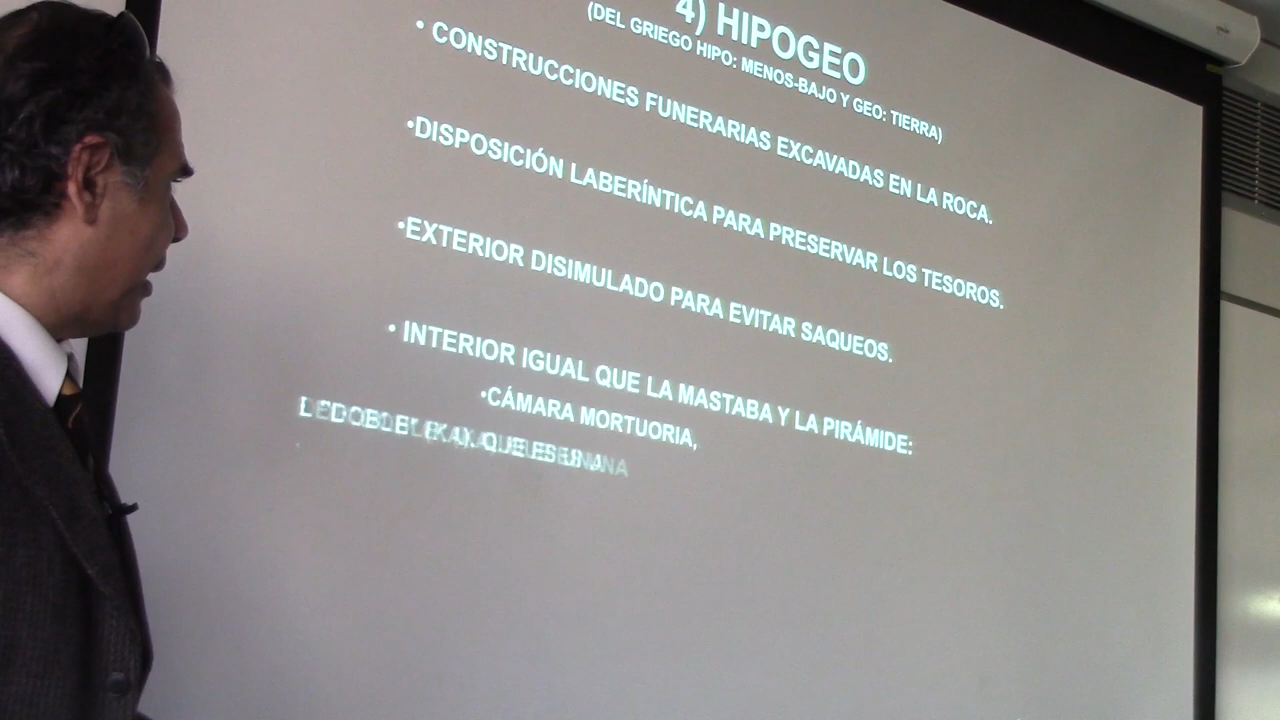 4) HIPOGEO
(DEL GRIEGO HIPO: MENOS-BAJO Y GEO: TIERRA)
• CONSTRUCCIONES FUNERARIAS EXCAVADAS EN LA ROCA.
•DISPOSICIÓN LABERÍNTICA PARA PRESERVAR LOS TESOROS.
•EXTERIOR DISIMULADO PARA EVITAR SAQUEOS.
• INTERIOR IGUAL QUE LA MASTABA Y LA PIRÁMIDE:
•CÁMARA MORTUORIA,